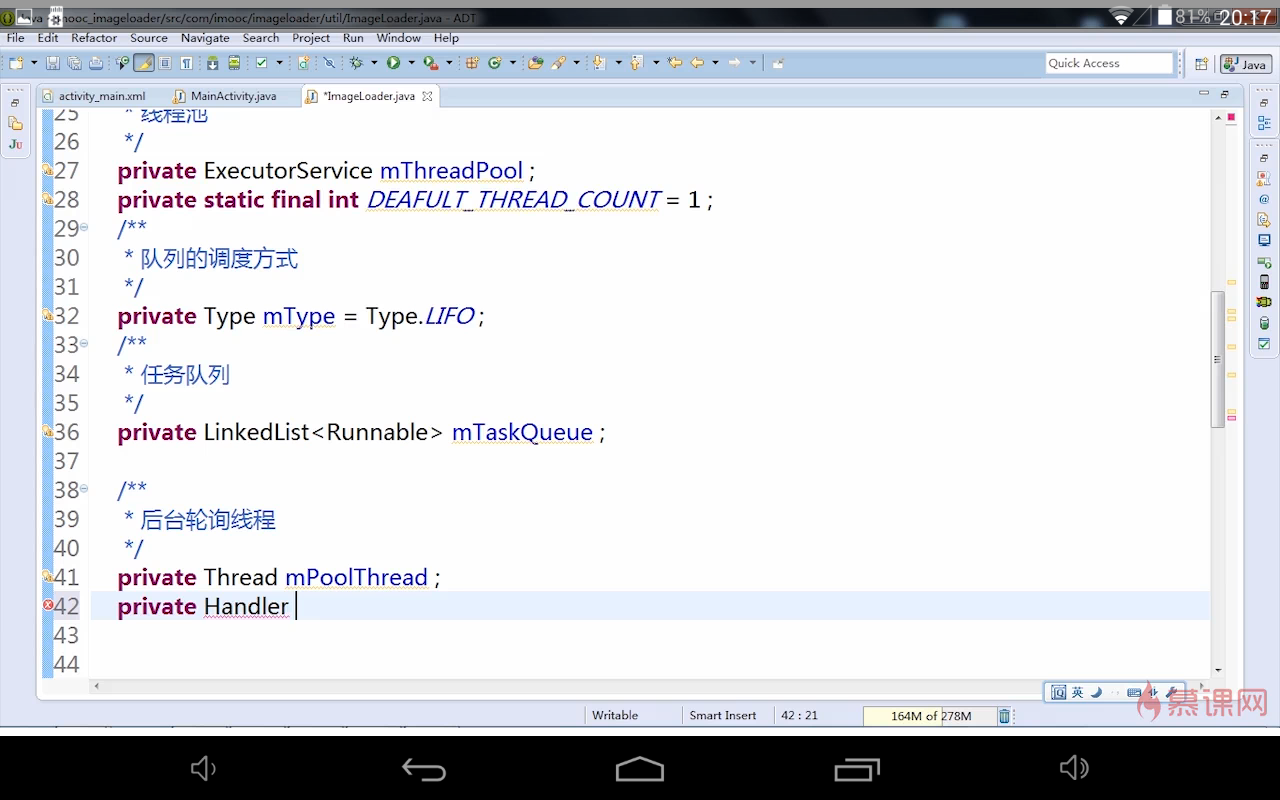 Java - imooc_imageloader/src/com/imooc/imageloader/util/ImageLoader.java - ADT
81% 20:17
File Edit Refactor Source Navigate Search Project Run Window Help
Quick Access
Java
activity_main.xml MainActivity.java *ImageLoader.java
25 * 线程池
26 */
27 private ExecutorService mThreadPool ;
28 private static final int DEAFULT_THREAD_COUNT = 1 ;
29 /**
30 * 队列的调度方式
31 */
32 private Type mType = Type.LIFO ;
33 /**
34 * 任务队列
35 */
36 private LinkedList<Runnable> mTaskQueue ;
37
38 /**
39 * 后台轮询线程
40 */
41 private Thread mPoolThread ;
42 private Handler
43
44
英
慕课网
Writable Smart Insert 42 : 21 164M of 278M